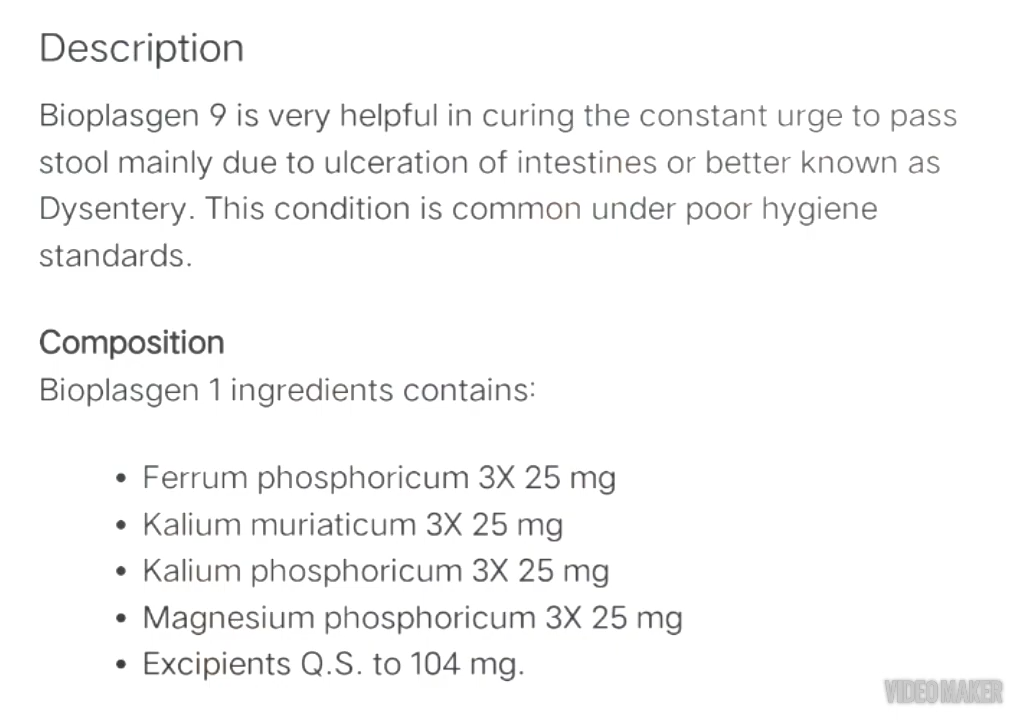 Description
Bioplasgen 9 is very helpful in curing the constant urge to pass
stool mainly due to ulceration of intestines or better known as
Dysentery. This condition is common under poor hygiene
standards.
Composition
Bioplasgen 1 ingredients contains:
• Ferrum phosphoricum 3X 25 mg
• Kalium muriaticum 3X 25 mg
• Kalium phosphoricum 3X 25 mg
• Magnesium phosphoricum 3X 25 mg
• Excipients Q.S. to 104 mg.
VIDEO MAKER